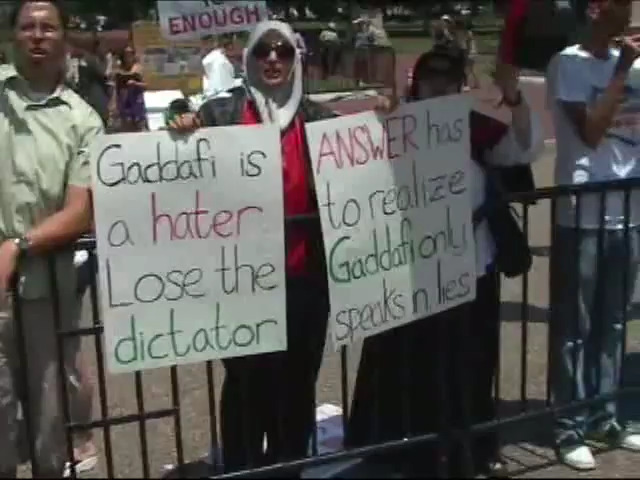 ENOUGH
Gaddafi is
a hater
Lose the
dictator
ANSWER has
to realize
Gaddafi only
speaks in lies